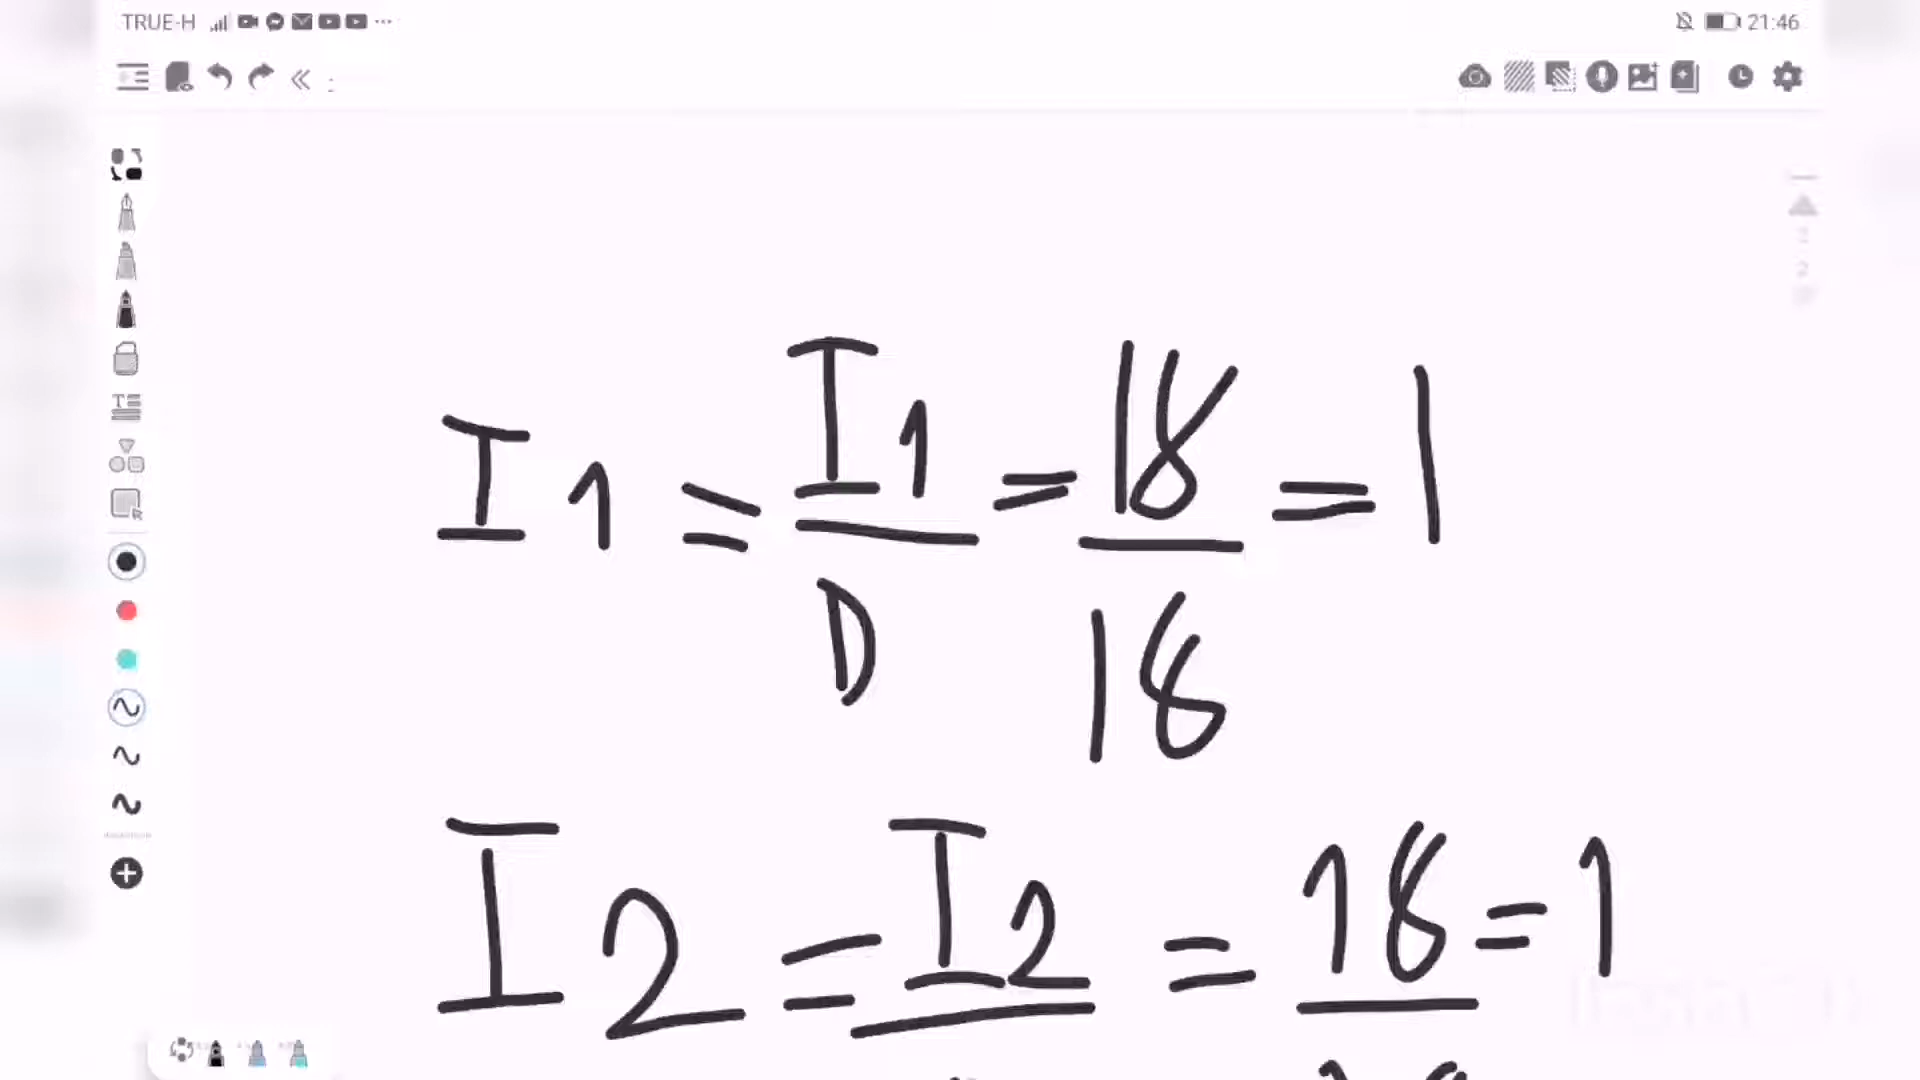 TRUE-H 21:46
I1 = I1/D = 18/18 = 1
I2 = I2 = 18 = 1